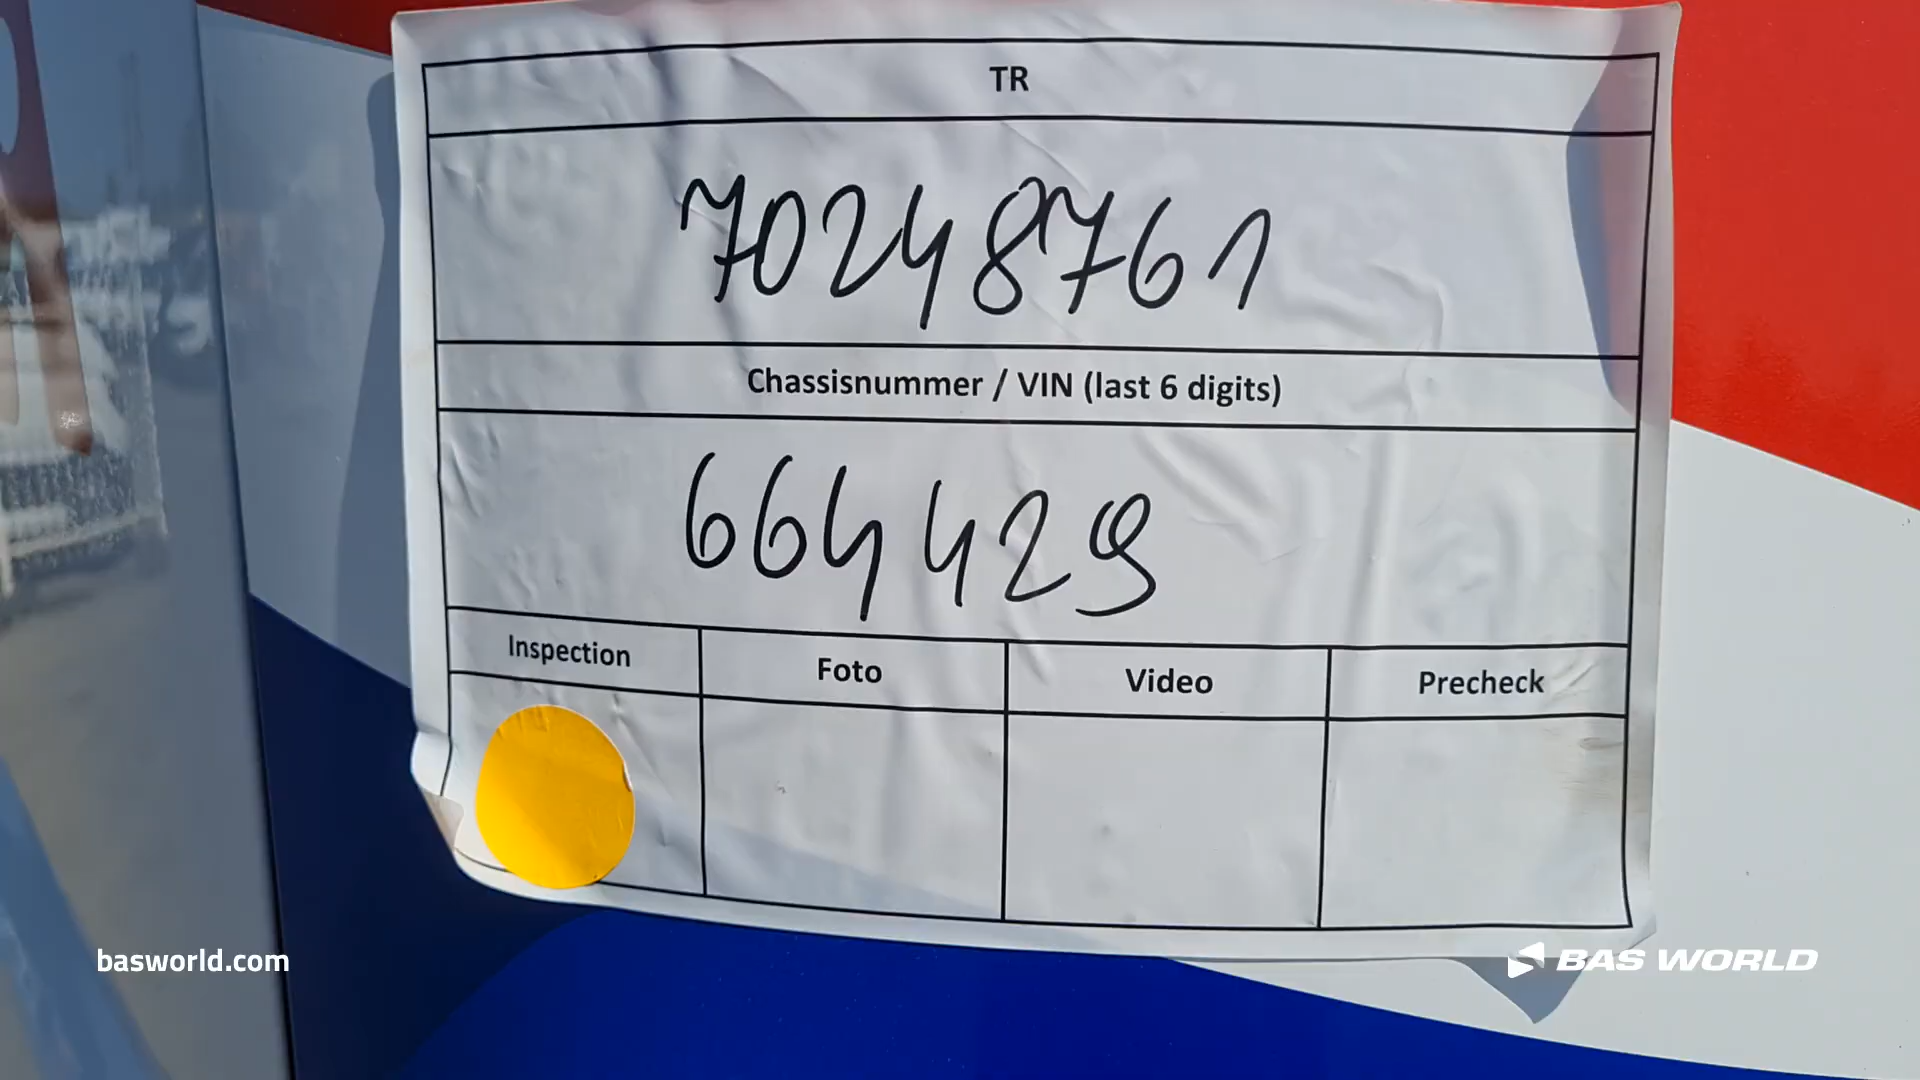 TR
70248761
Chassisnummer / VIN (last 6 digits)
664429
Inspection Foto Video Precheck
basworld.com
BAS WORLD